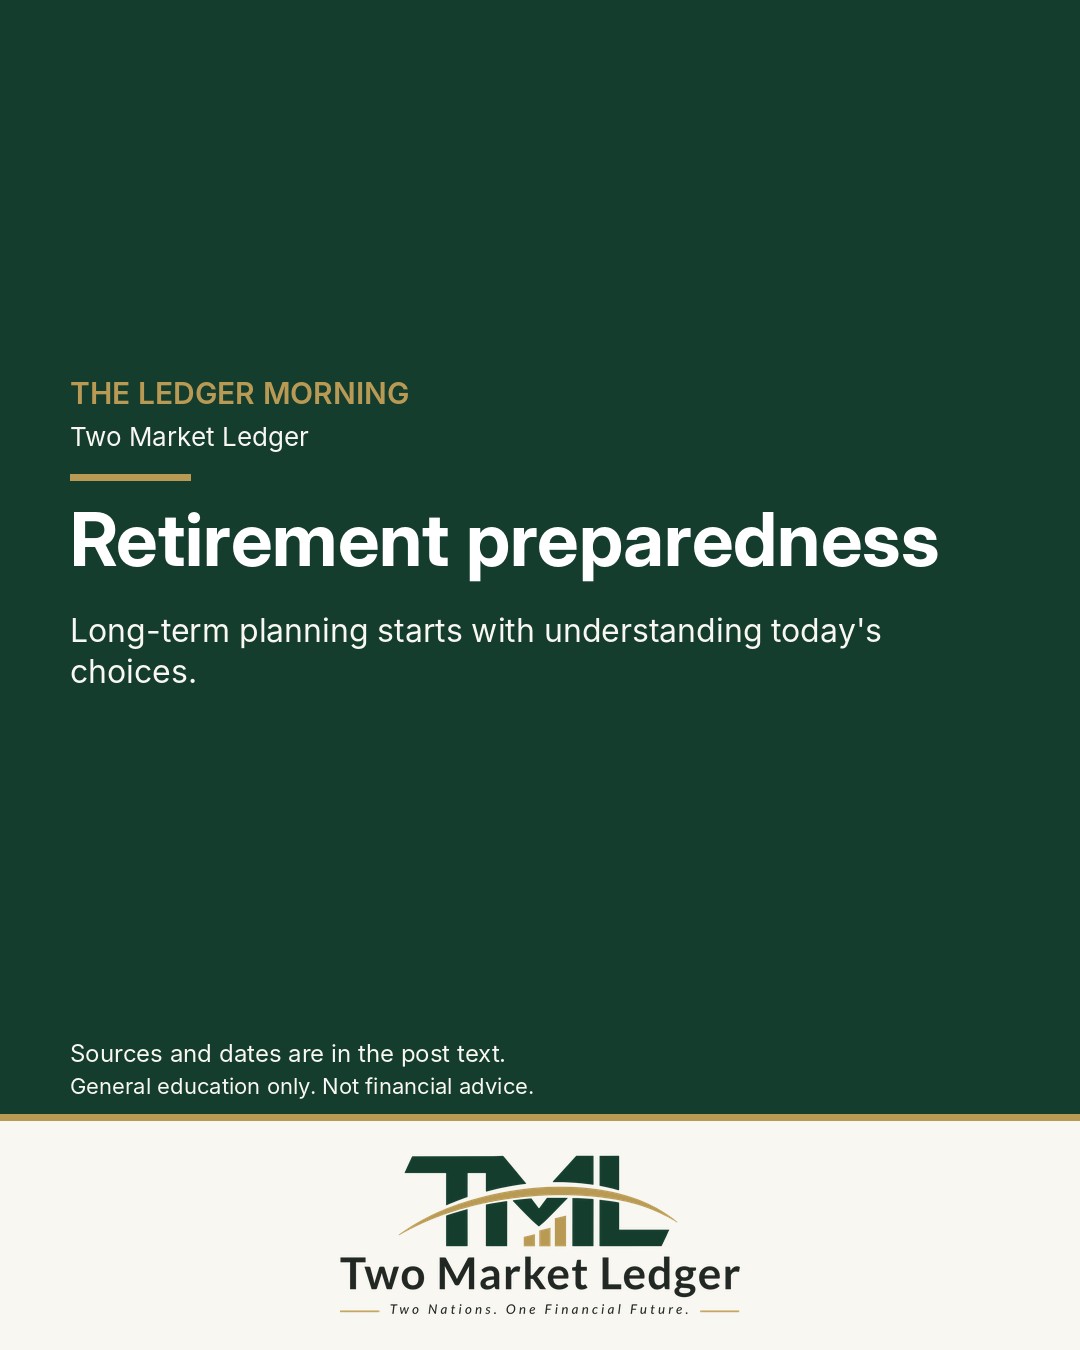 THE LEDGER MORNING
Two Market Ledger
Retirement preparedness
Long-term planning starts with understanding today's
choices.
Sources and dates are in the post text.
General education only. Not financial advice.
TML
Two Market Ledger
Two Nations. One Financial Future.